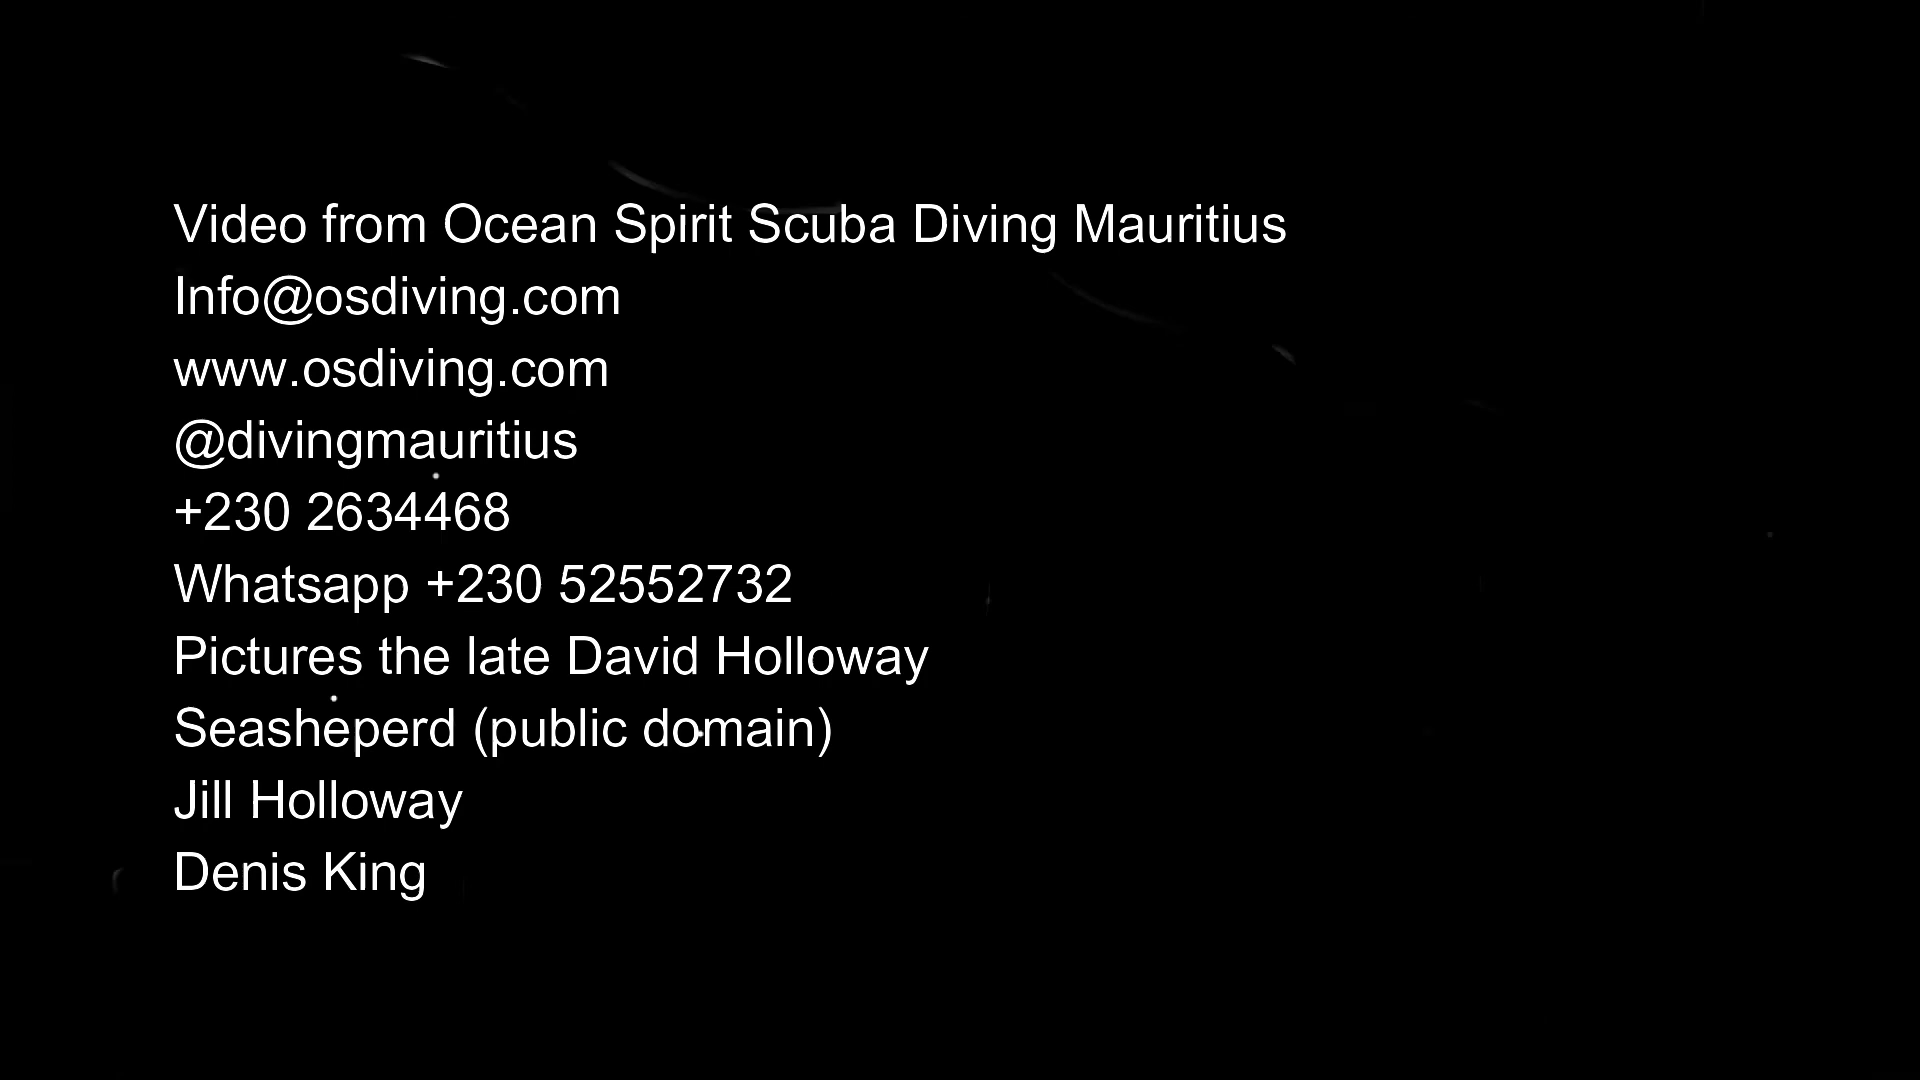 Video from Ocean Spirit Scuba Diving Mauritius
Info@osdiving.com
www.osdiving.com
@divingmauritius
+230 2634468
Whatsapp +230 52552732
Pictures the late David Holloway
Seasheperd (public domain)
Jill Holloway
Denis King